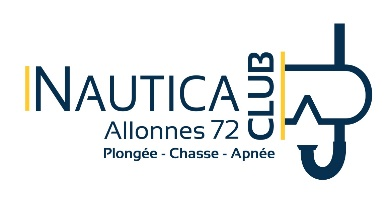 NAUTICA
CLUB
Allonnes 72
Plongée - Chasse - Apnée